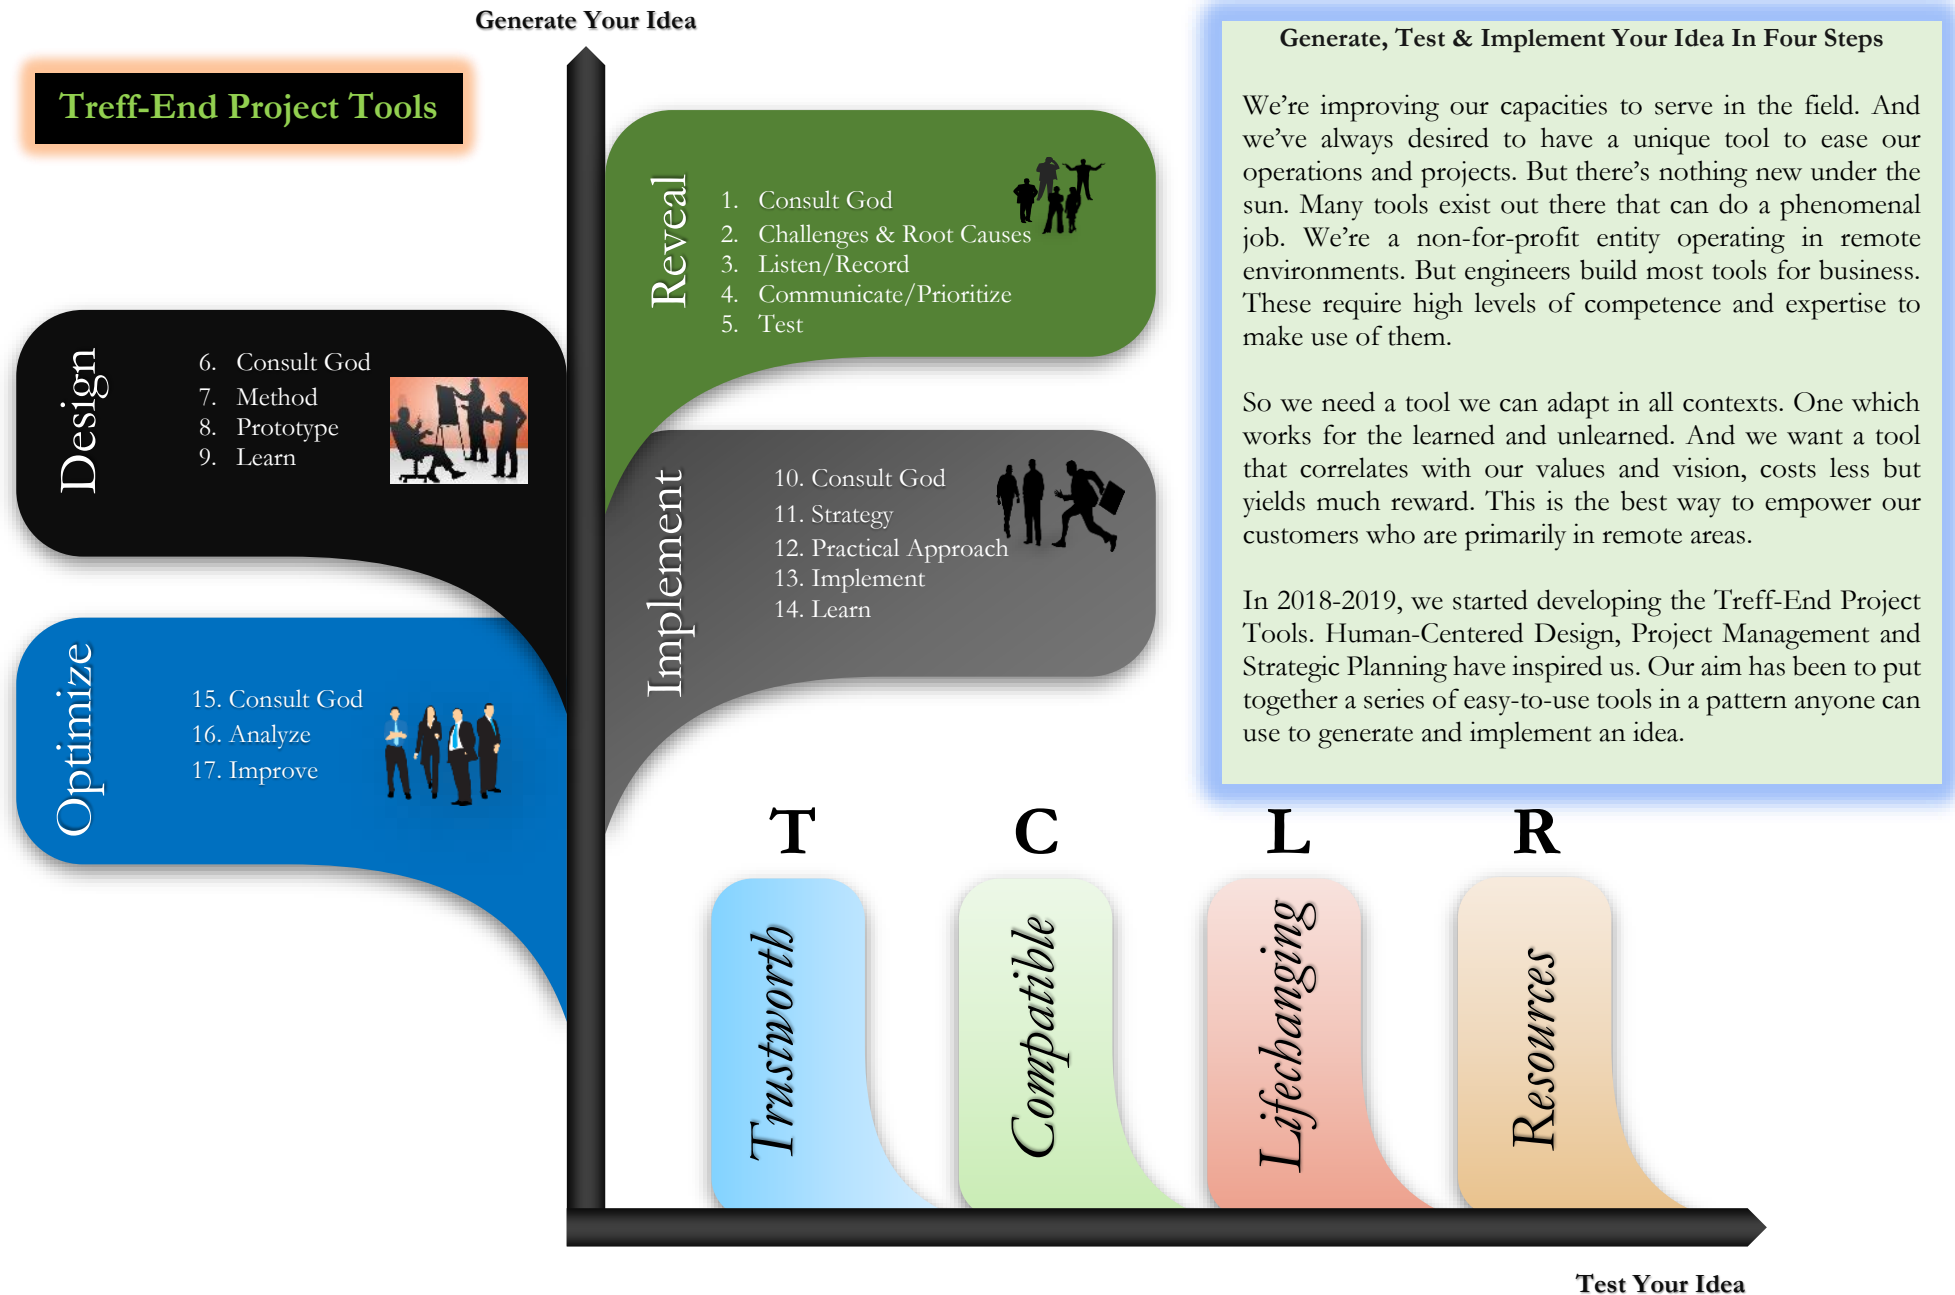 Generate Your Idea
Treff-End Project Tools
Reveal
1. Consult God
2. Challenges & Root Causes
3. Listen/Record
4. Communicate/Prioritize
5. Test
Design
6. Consult God
7. Method
8. Prototype
9. Learn
Implement
10. Consult God
11. Strategy
12. Practical Approach
13. Implement
14. Learn
Optimize
15. Consult God
16. Analyze
17. Improve
Generate, Test & Implement Your Idea In Four Steps
We’re improving our capacities to serve in the field. And
we’ve always desired to have a unique tool to ease our
operations and projects. But there’s nothing new under the
sun. Many tools exist out there that can do a phenomenal
job. We’re a non-for-profit entity operating in remote
environments. But engineers build most tools for business.
These require high levels of competence and expertise to
make use of them.
So we need a tool we can adapt in all contexts. One which
works for the learned and unlearned. And we want a tool
that correlates with our values and vision, costs less but
yields much reward. This is the best way to empower our
customers who are primarily in remote areas.
In 2018-2019, we started developing the Treff-End Project
Tools. Human-Centered Design, Project Management and
Strategic Planning have inspired us. Our aim has been to put
together a series of easy-to-use tools in a pattern anyone can
use to generate and implement an idea.
T
C
L
R
Trustworth
Compatible
Lifechanging
Resources
Test Your Idea